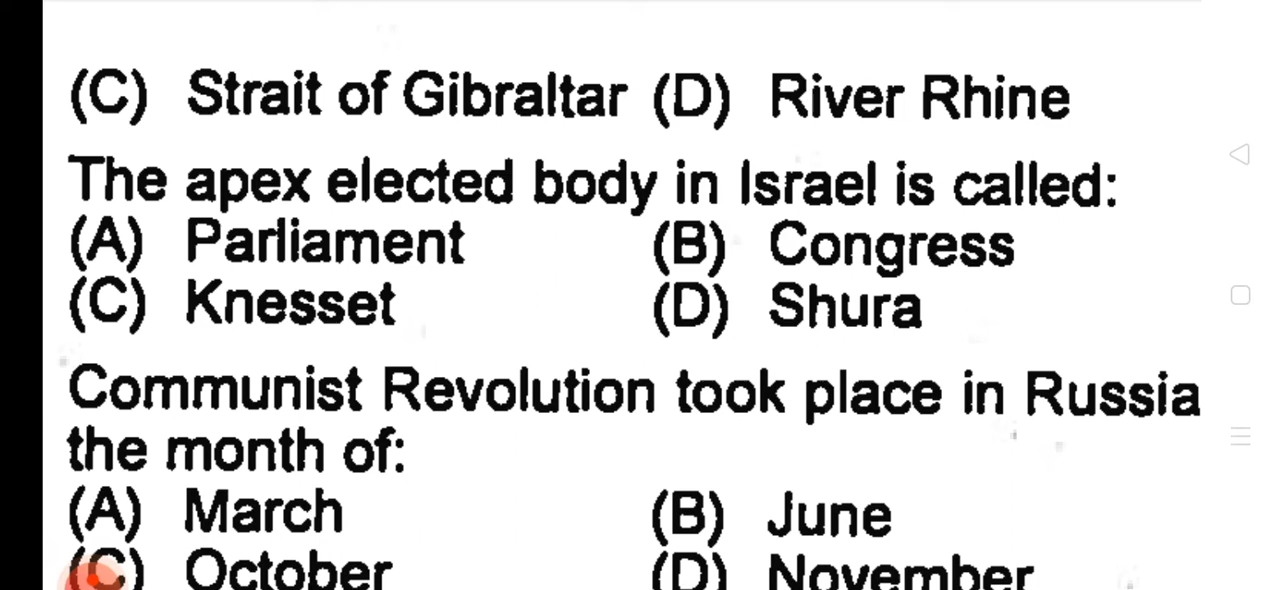 (C) Strait of Gibraltar (D) River Rhine
The apex elected body in Israel is called:
(A) Parliament (B) Congress
(C) Knesset (D) Shura
Communist Revolution took place in Russia
the month of:
(A) March (B) June
(C) October (D) November